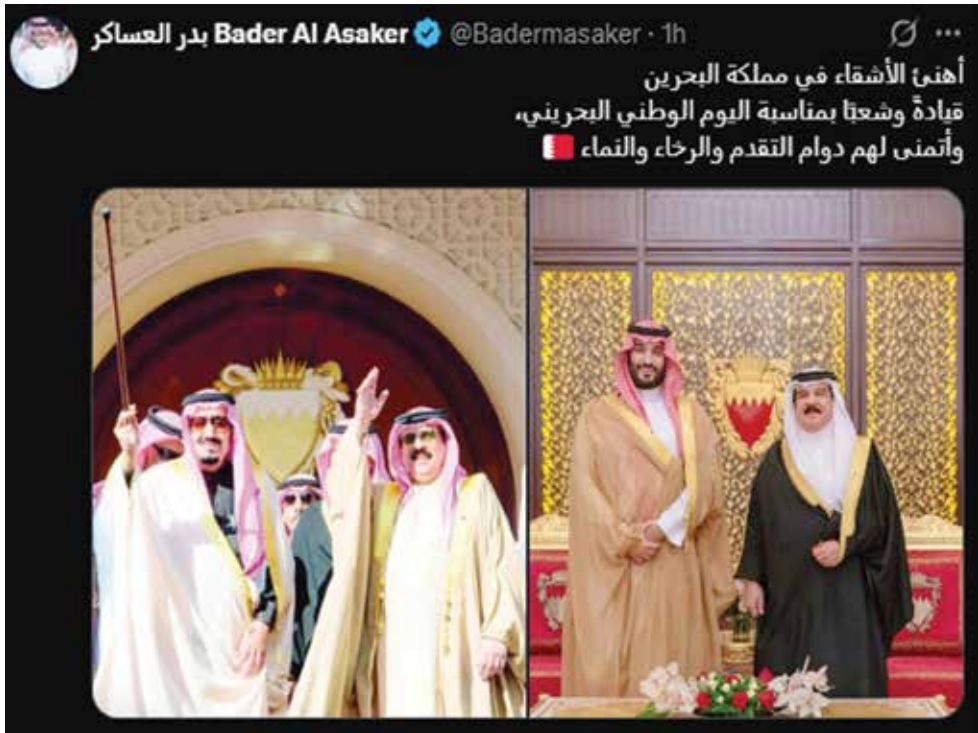 بدر العساكر Bader Al Asaker @Badermasaker · 1h
أهنئ الأشقاء في مملكة البحرين
قيادةً وشعبًا بمناسبة اليوم الوطني البحريني،
وأتمنى لهم دوام التقدم والرخاء والنماء 🇧🇭